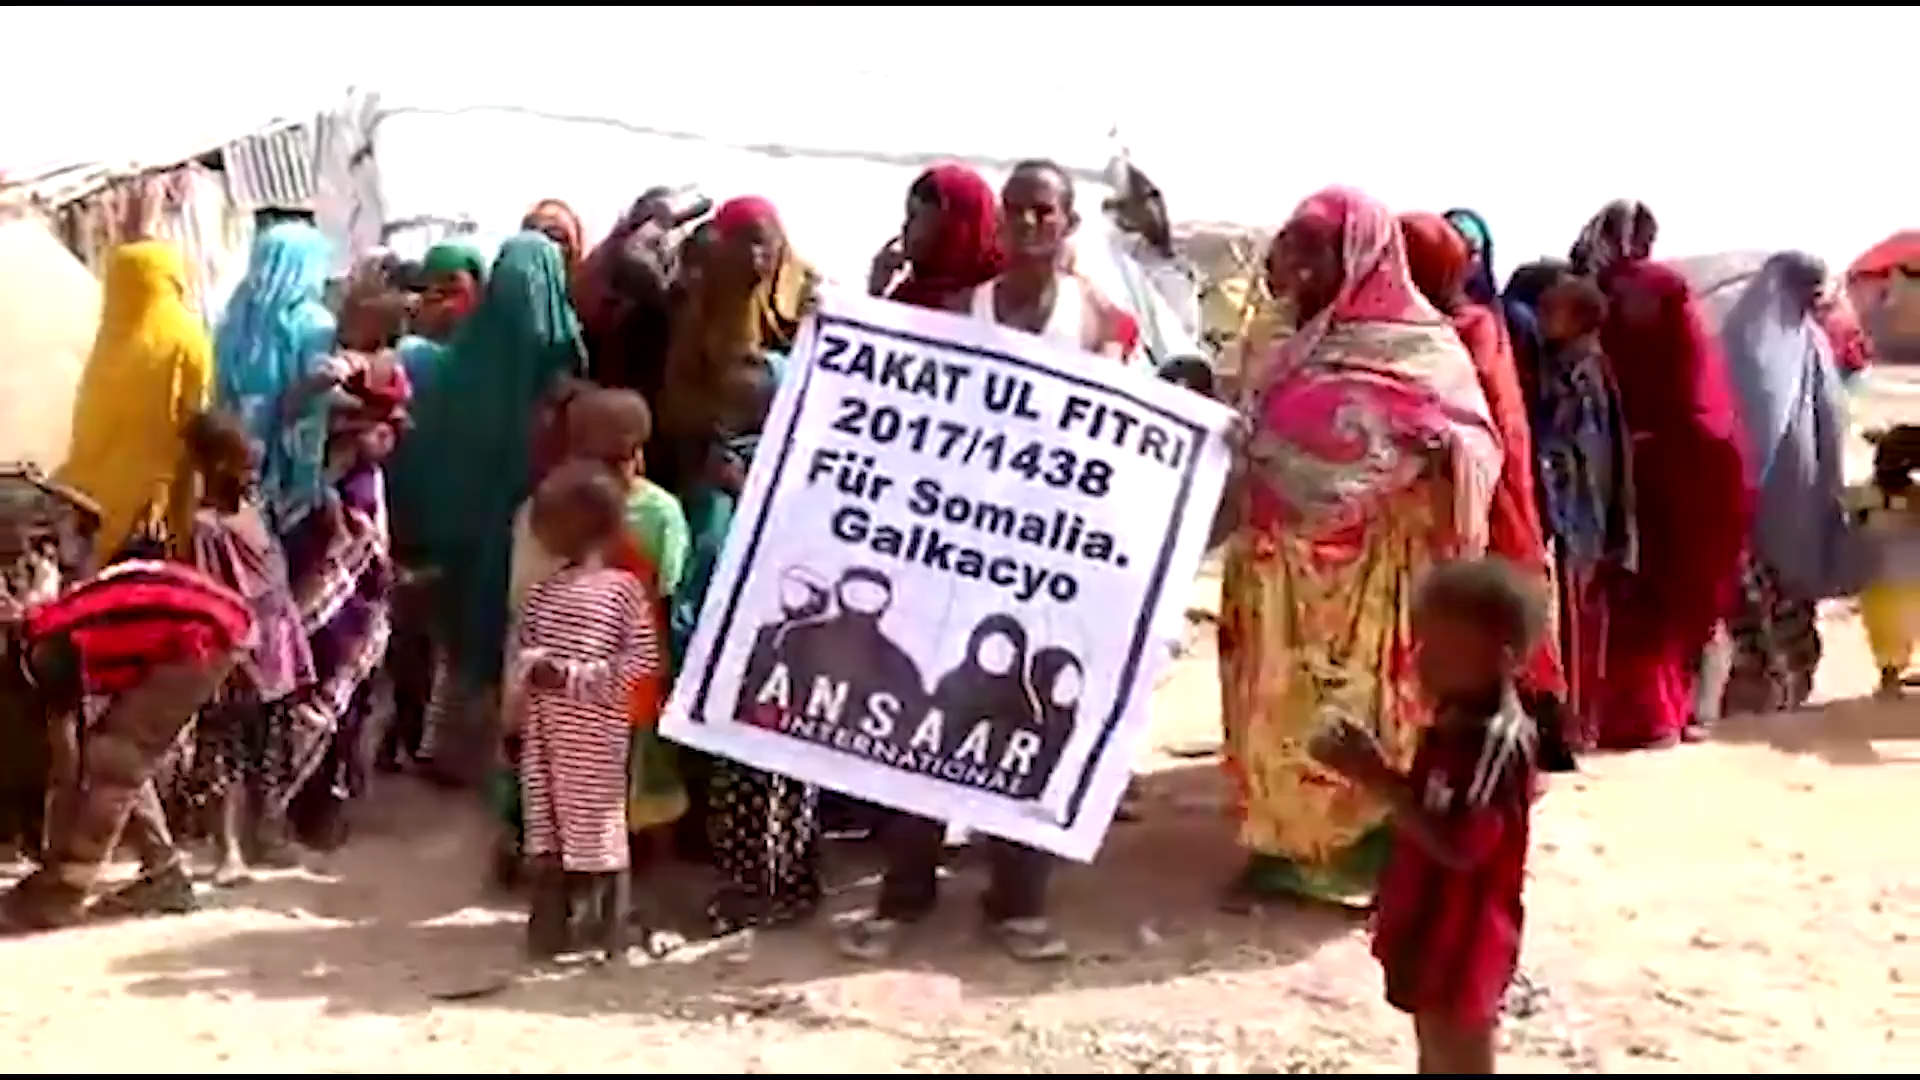 ZAKAT UL FITRI
2017/1438
Für Somalia.
Galkacyo
ANSAAR
INTERNATIONAL